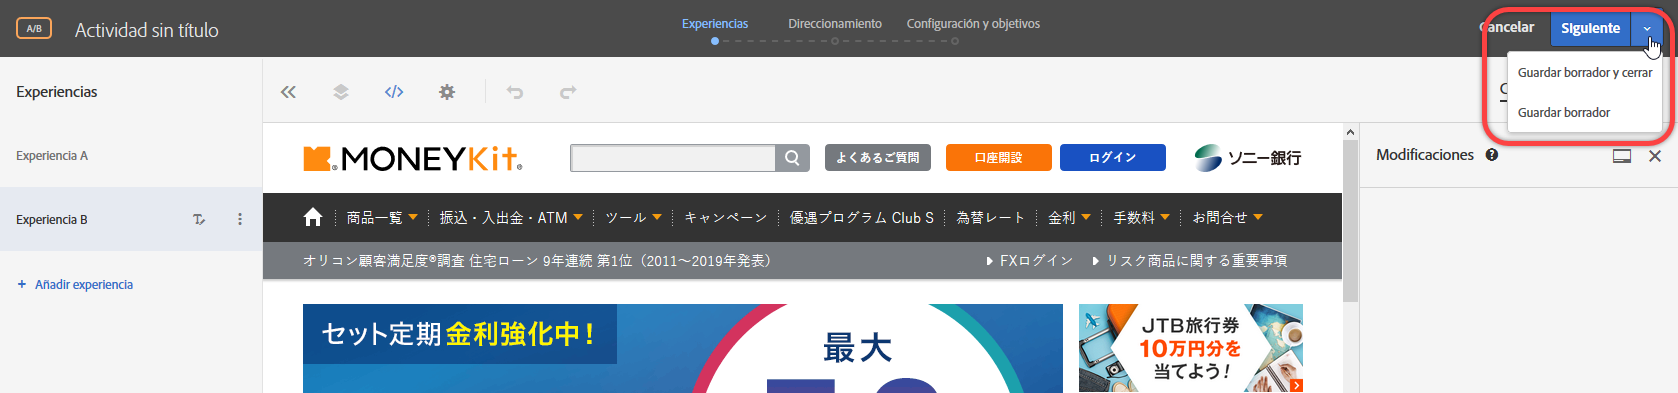 A/B
Actividad sin título
Experiencias
Direccionamiento
Configuración y objetivos
Cancelar
Siguiente
Guardar borrador y cerrar
Guardar borrador
Experiencias
Experiencia A
Experiencia B
+ Añadir experiencia
</>
MONEYKit
よくあるご質問
口座開設
ログイン
ソニー銀行
Modificaciones
商品一覧 振込・入出金・ATM ツール キャンペーン 優遇プログラム Club S 為替レート 金利 手数料 お問合せ
オリコン顧客満足度®調査 住宅ローン 9年連続 第1位（2011～2019年発表）
FXログイン
リスク商品に関する重要事項
セット定期 金利強化中！
最大
JTB旅行券
10万円分を
当てよう！